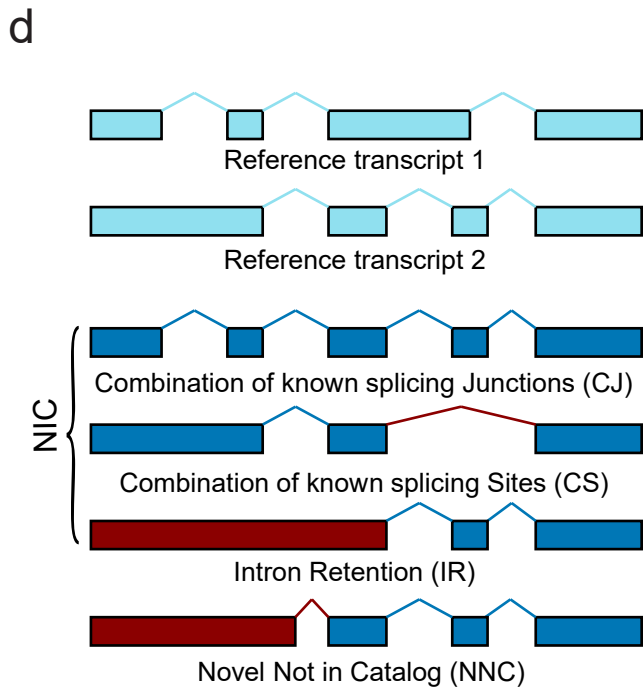 d
Reference transcript 1
Reference transcript 2
NIC
Combination of known splicing Junctions (CJ)
Combination of known splicing Sites (CS)
Intron Retention (IR)
Novel Not in Catalog (NNC)